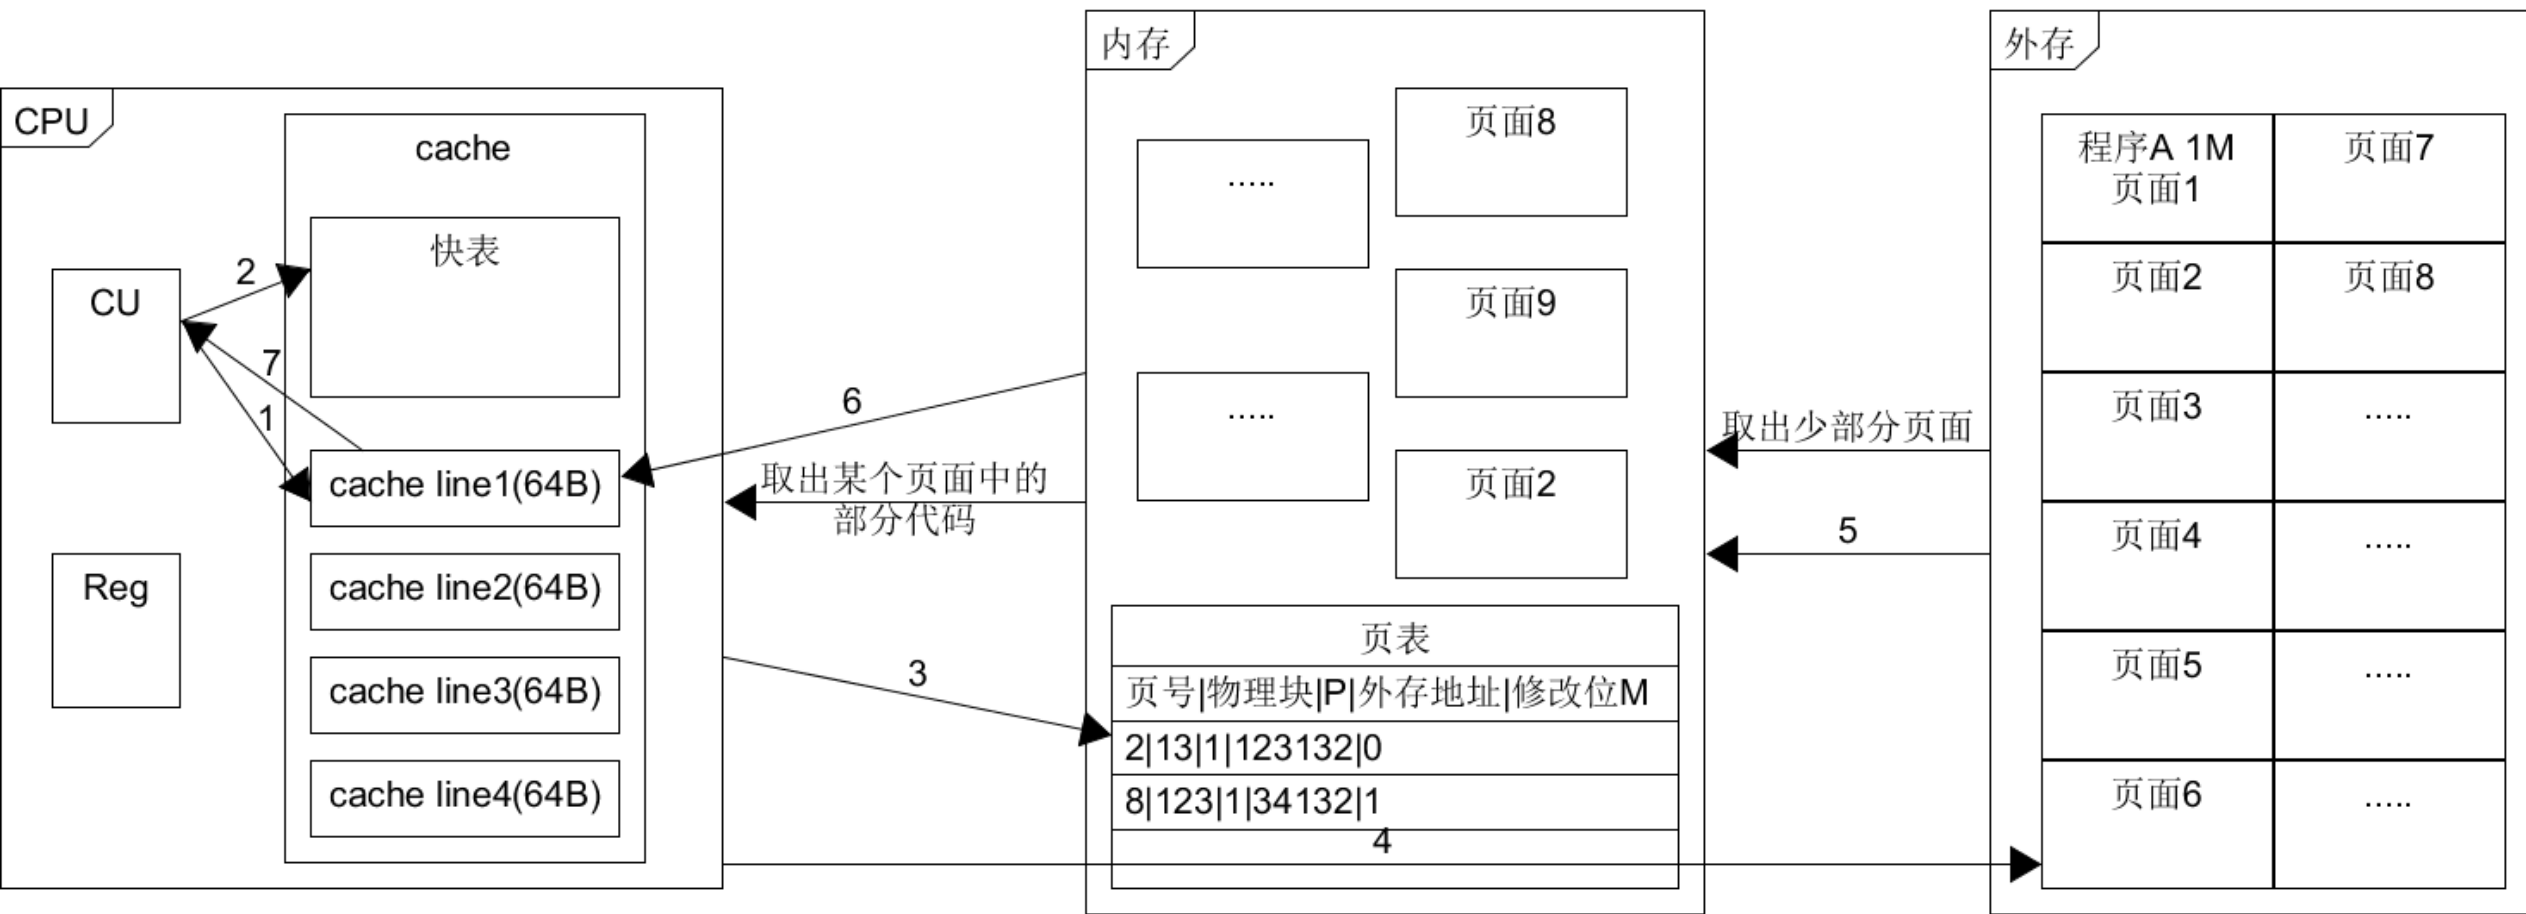 CPU
cache
快表
CU
2
7
1
cache line1(64B)
Reg
cache line2(64B)
cache line3(64B)
cache line4(64B)
6
取出某个页面中的
部分代码
3
内存
页面8
.....
页面9
.....
页面2
页表
页号|物理块|P|外存地址|修改位M
2|13|1|123132|0
8|123|1|34132|1
4
取出少部分页面
5
外存
程序A 1M
页面1
页面7
页面2
页面8
页面3
.....
页面4
.....
页面5
.....
页面6
.....